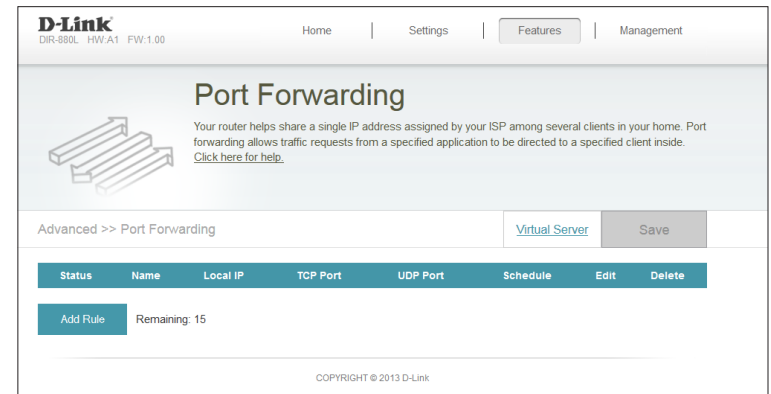 D-Link
DIR-880L HW:A1 FW:1.00
Home
Settings
Features
Management
Port Forwarding
Your router helps share a single IP address assigned by your ISP among several clients in your home. Port
forwarding allows traffic requests from a specified application to be directed to a specified client inside.
Click here for help.
Advanced >> Port Forwarding
Virtual Server
Save
Status Name Local IP TCP Port UDP Port Schedule Edit Delete
Add Rule
Remaining: 15
COPYRIGHT © 2013 D-Link